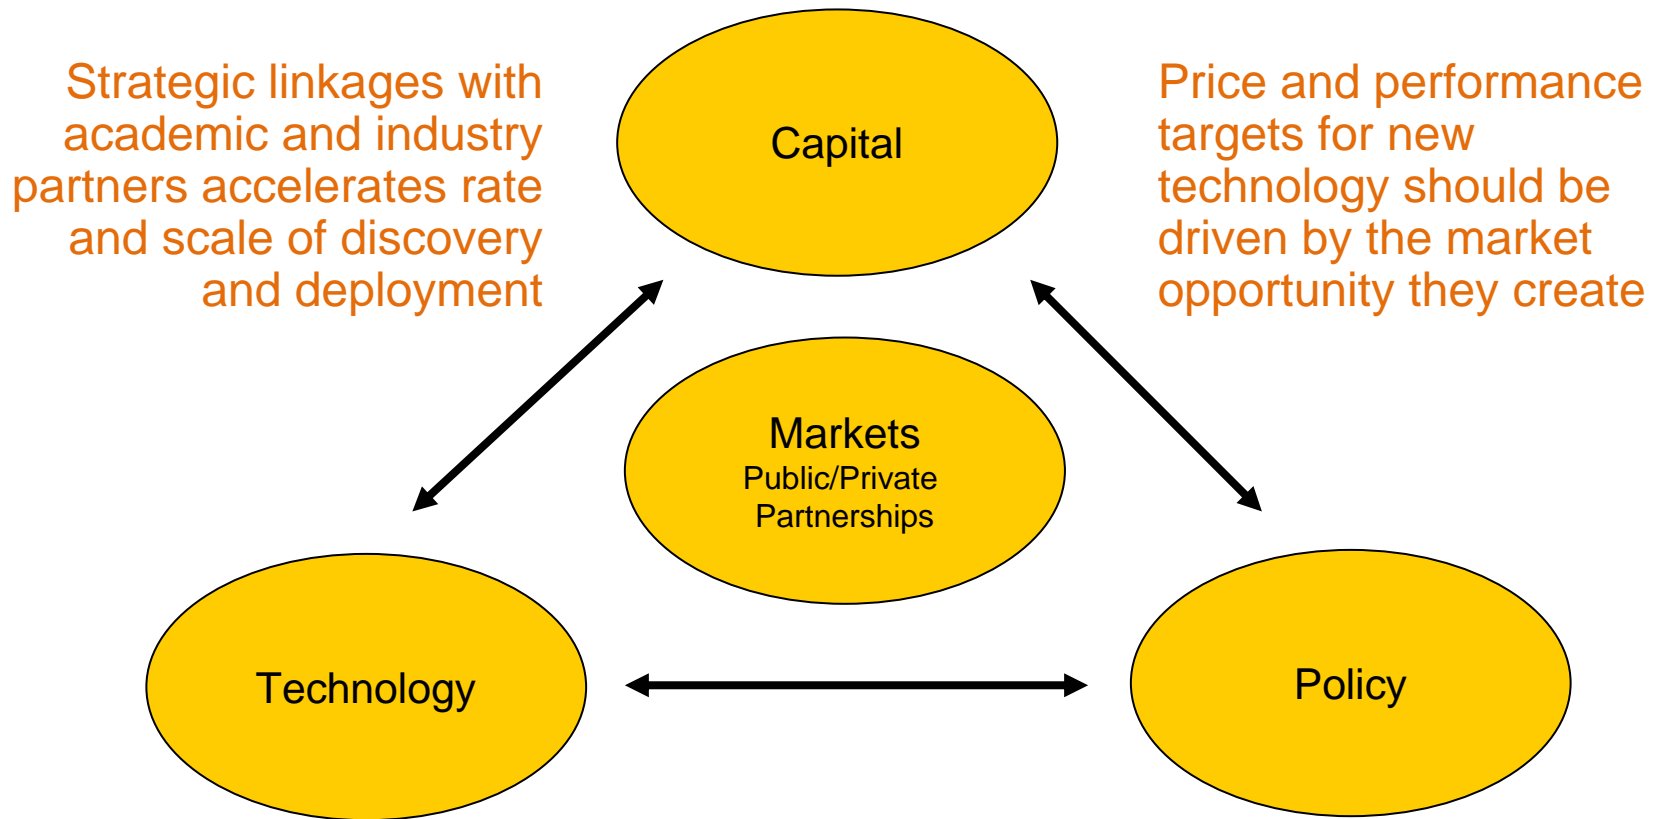 Strategic linkages with
academic and industry
partners accelerates rate
and scale of discovery
and deployment
Capital
Price and performance
targets for new
technology should be
driven by the market
opportunity they create
Markets
Public/Private
Partnerships
Technology
Policy